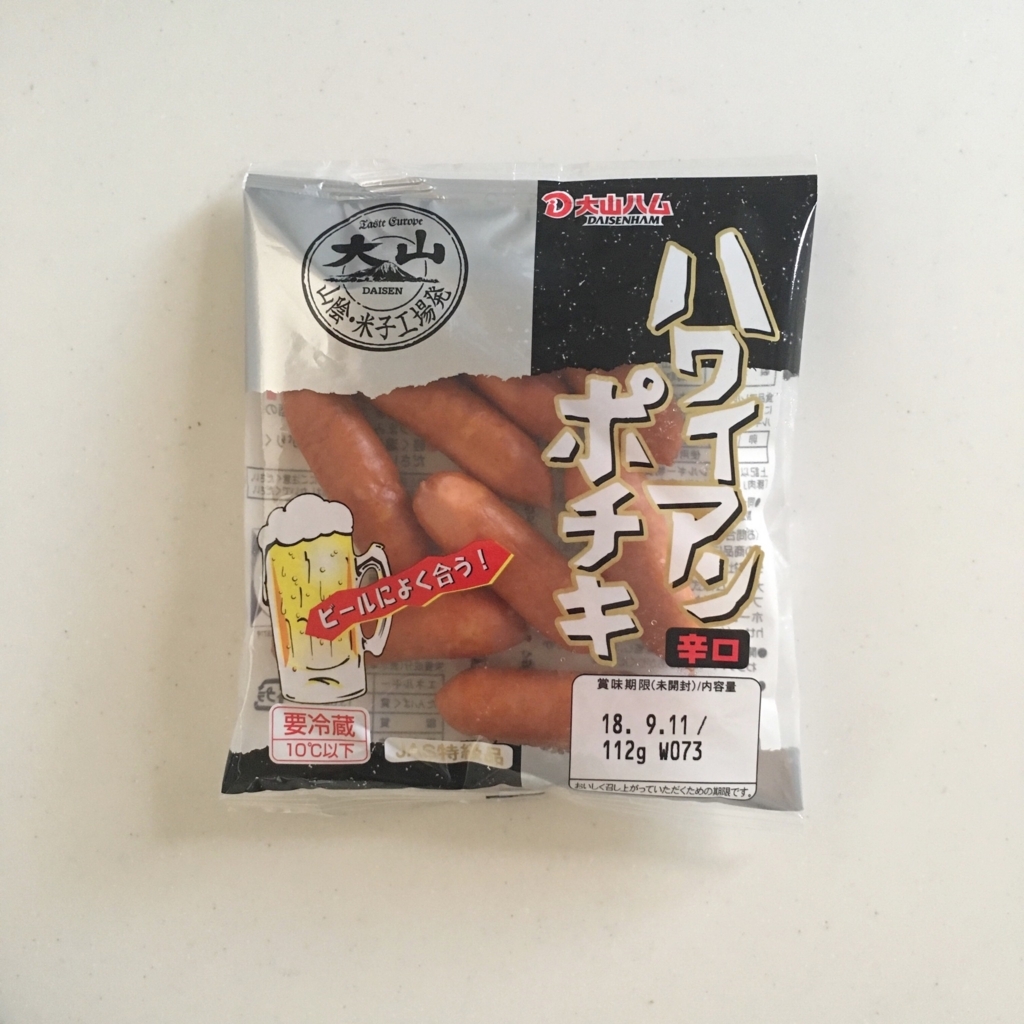 Taste Europe
大山
DAISEN
山陰・米子工場発
D大山ハム
DAISENHAM
ハワイアン
ポチキ
辛口
ビールによく合う!
要冷蔵
10℃以下
賞味期限(未開封)/内容量
18. 9.11 /
112g W073
おいしく召し上がっていただくための期限です。